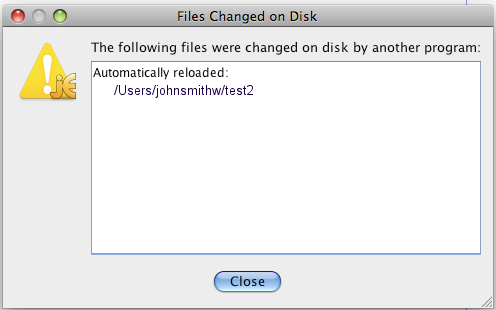 Files Changed on Disk
The following files were changed on disk by another program:
Automatically reloaded:
/Users/johnsmithw/test2
jE
Close